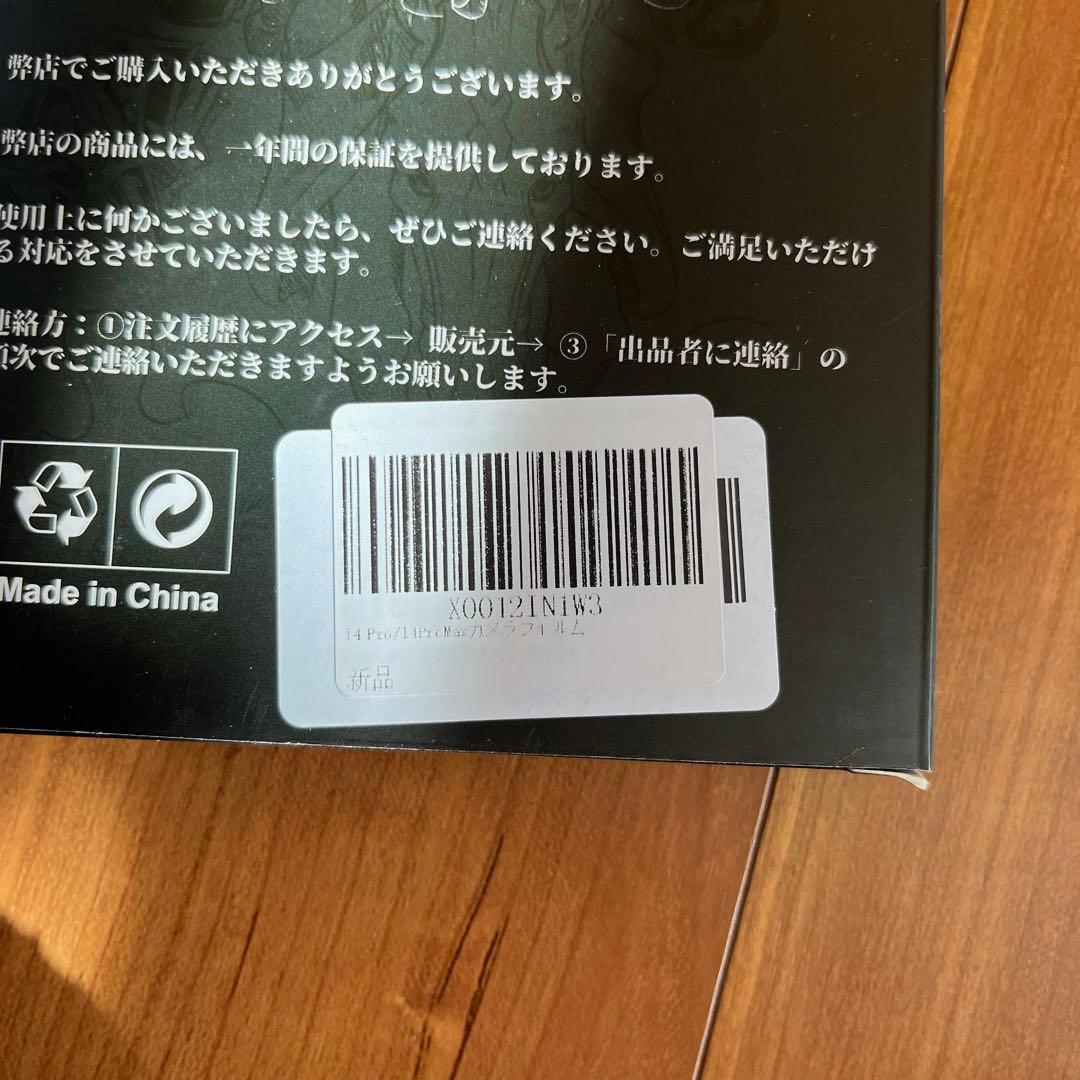 弊店でご購入いただきありがとうございます。
弊店の商品には、一年間の保証を提供しております。
使用上に何かございましたら、ぜひご連絡ください。ご満足いただけ
る対応をさせていただきます。
連絡方：①注文履歴にアクセス→ 販売元→ ③「出品者に連絡」の
順次でご連絡いただきますようお願いします。
Made in China
X0012IN1W3
14 Pro/14ProMaxカメラフィルム
新品